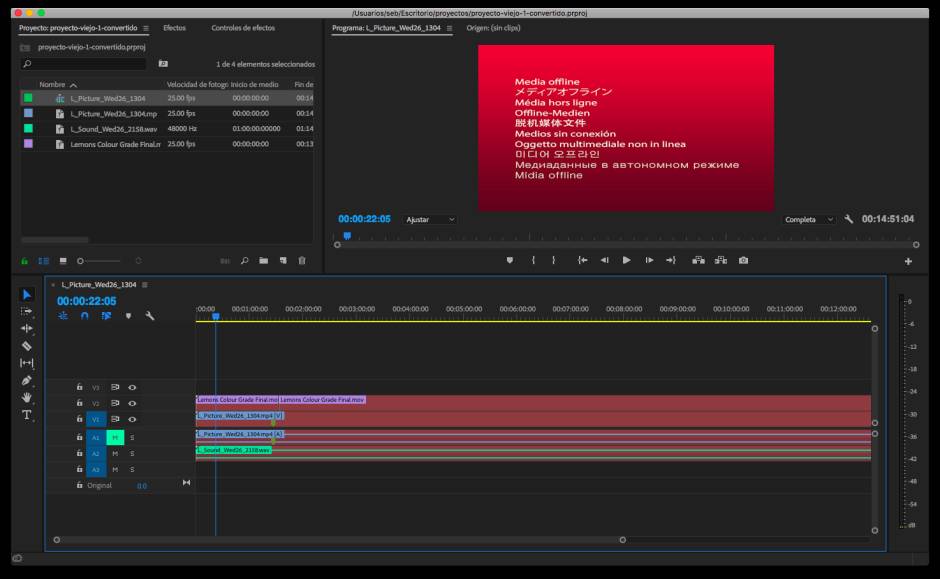 /Usuarios/seb/Escritorio/proyectos/proyecto-viejo-1-convertido.prproj
Proyecto: proyecto-viejo-1-convertido
Efectos
Controles de efectos
proyecto-viejo-1-convertido.prproj
1 de 4 elementos seleccionados
Nombre Velocidad de fotogr Inicio de medio Fin de
L_Picture_Wed26_1304 25.00 fps 00:00:00:00 00:14
L_Picture_Wed26_1304.mp 25.00 fps 00:00:00:00 00:14
L_Sound_Wed26_2158.wav 48000 Hz 01:00:00:00000 01:14
Lemons Colour Grade Final.m 25.00 fps 00:00:00:00 00:13
Programa: L_Picture_Wed26_1304
Origen: (sin clips)
Media offline
メディアオフライン
Média hors ligne
Offline-Medien
脱机媒体文件
Medios sin conexión
Oggetto multimediale non in linea
미디어 오프라인
Медиаданные в автономном режиме
Mídia offline
00:00:22:05 Ajustar Completa 00:14:51:04
L_Picture_Wed26_1304
00:00:22:05
:00:00 00:01:00:00 00:02:00:00 00:03:00:00 00:04:00:00 00:05:00:00 00:06:00:00 00:07:00:00 00:08:00:00 00:09:00:00 00:10:00:00 00:11:00:00 00:12:00:00
V3
V2 Lemons Colour Grade Final.mo Lemons Colour Grade Final.mov
V1 L_Picture_Wed26_1304.mp4 [V]
A1 M S L_Picture_Wed26_1304.mp4 [A]
A2 M S L_Sound_Wed26_2158.wav
A3 M S
Original 0.0
0
-6
-12
-18
-24
-30
-36
-42
-48
-54
dB